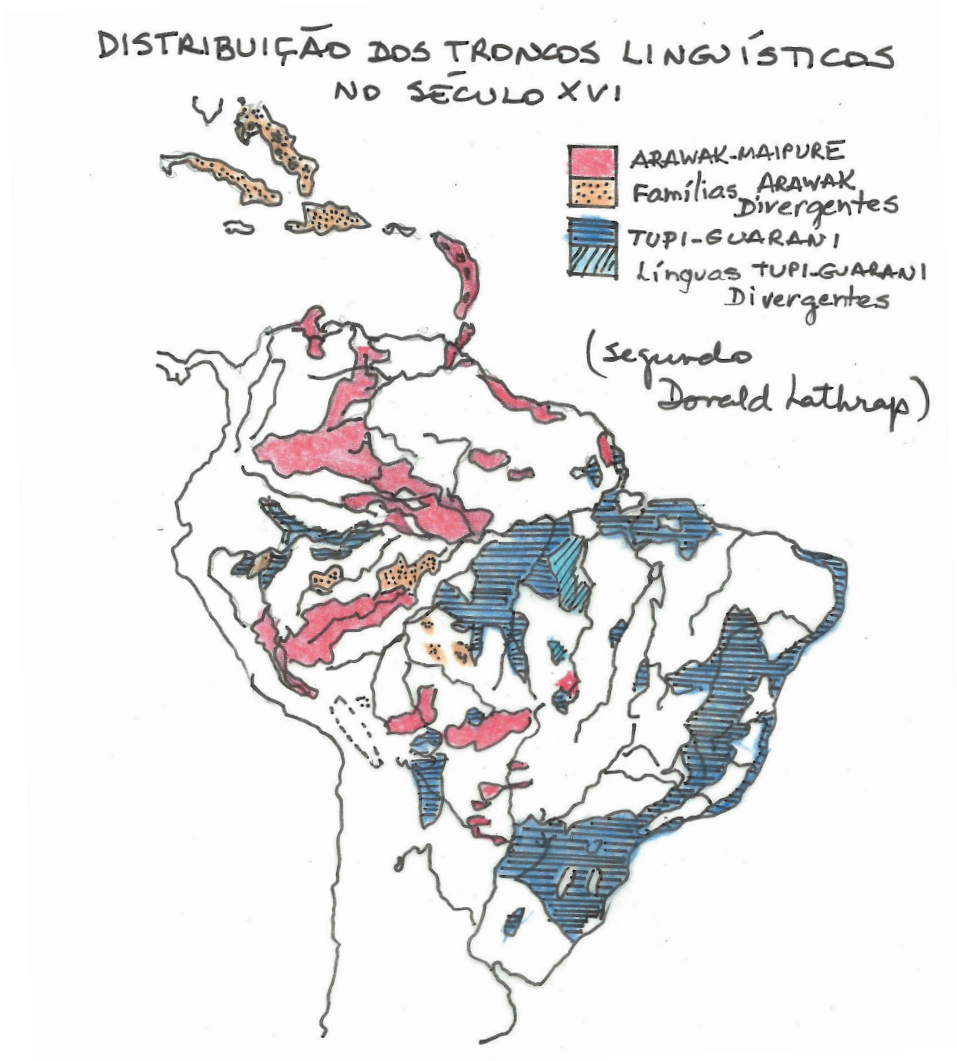 DISTRIBUIÇÃO DOS TRONCOS LINGUÍSTICOS
NO SÉCULO XVI
ARAWAK-MAIPURE
Famílias ARAWAK
Divergentes
TUPI-GUARANI
Línguas TUPI-GUARANI
Divergentes
(segundo
Donald Lathrap)